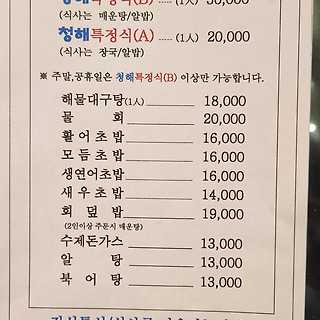 청해특정식(B) ..... (1人) 30,000
(식사는 매운탕/알밥)
청해특정식(A) ..... (1人) 20,000
(식사는 장국/알밥)
※ 주말,공휴일은 청해특정식(B) 이상만 가능합니다.
해물대구탕(1人) 18,000
물 회 20,000
활어초밥 16,000
모듬초밥 16,000
생연어초밥 16,000
새우초밥 14,000
회덮밥 19,000
(2인이상 주문시 매운탕)
수제돈가스 13,000
알 탕 13,000
북어탕 13,000